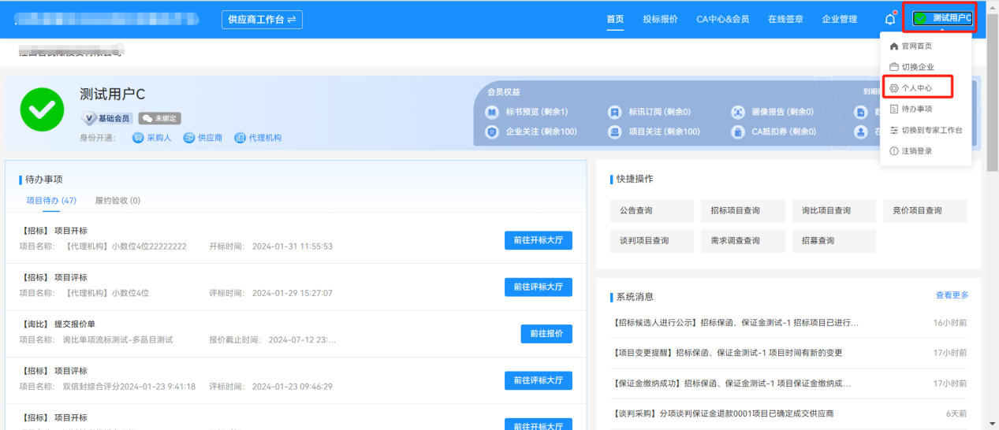 供应商工作台
首页 投标报价 CA中心&会员 在线签章 企业管理
测试用户C
官网首页
切换企业
个人中心
待办事项
切换到专家工作台
注销登录
测试用户C
V 基础会员 未绑定
身份开通: 采购人 供应商 代理机构
会员权益
标书预览 (剩余1) 标讯订阅 (剩余0) 画像报告 (剩余0)
企业关注 (剩余100) 项目关注 (剩余100) CA抵扣券 (剩余0)
待办事项
项目待办 (47) 履约验收 (0)
【招标】 项目开标
项目名称: 【代理机构】小数位4位22222222 开标时间: 2024-01-31 11:55:53
前往开标大厅
【招标】 项目评标
项目名称: 【代理机构】小数位4位 评标时间: 2024-01-29 15:27:07
前往评标大厅
【询比】 提交报价单
项目名称: 询比单项流标测试-多品目测试 报价截止时间: 2024-07-12 23:...
前往报价
【招标】 项目评标
项目名称: 双信封综合评分2024-01-23 9:41:18 评标时间: 2024-01-23 09:46:29
前往评标大厅
【招标】 项目开标
前往开标大厅
快捷操作
公告查询 招标项目查询 询比项目查询 竞价项目查询
谈判项目查询 需求调查查询 招募查询
系统消息 查看更多
【招标候选人进行公示】招标保函、保证金测试-1 招标项目已进行... 16小时前
【项目变更提醒】招标保函、保证金测试-1 项目时间有新的变更 17小时前
【保证金缴纳成功】招标保函、保证金测试-1 项目保证金缴纳成... 17小时前
【谈判采购】分项谈判保证金退款0001项目已确定成交供应商 6天前